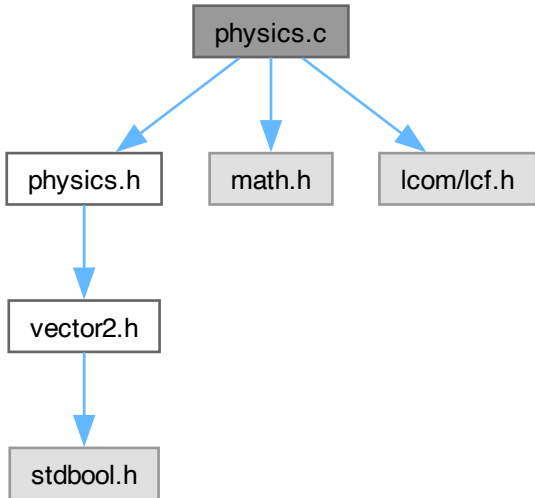 physics.c
physics.h
math.h
lcom/lcf.h
vector2.h
stdbool.h